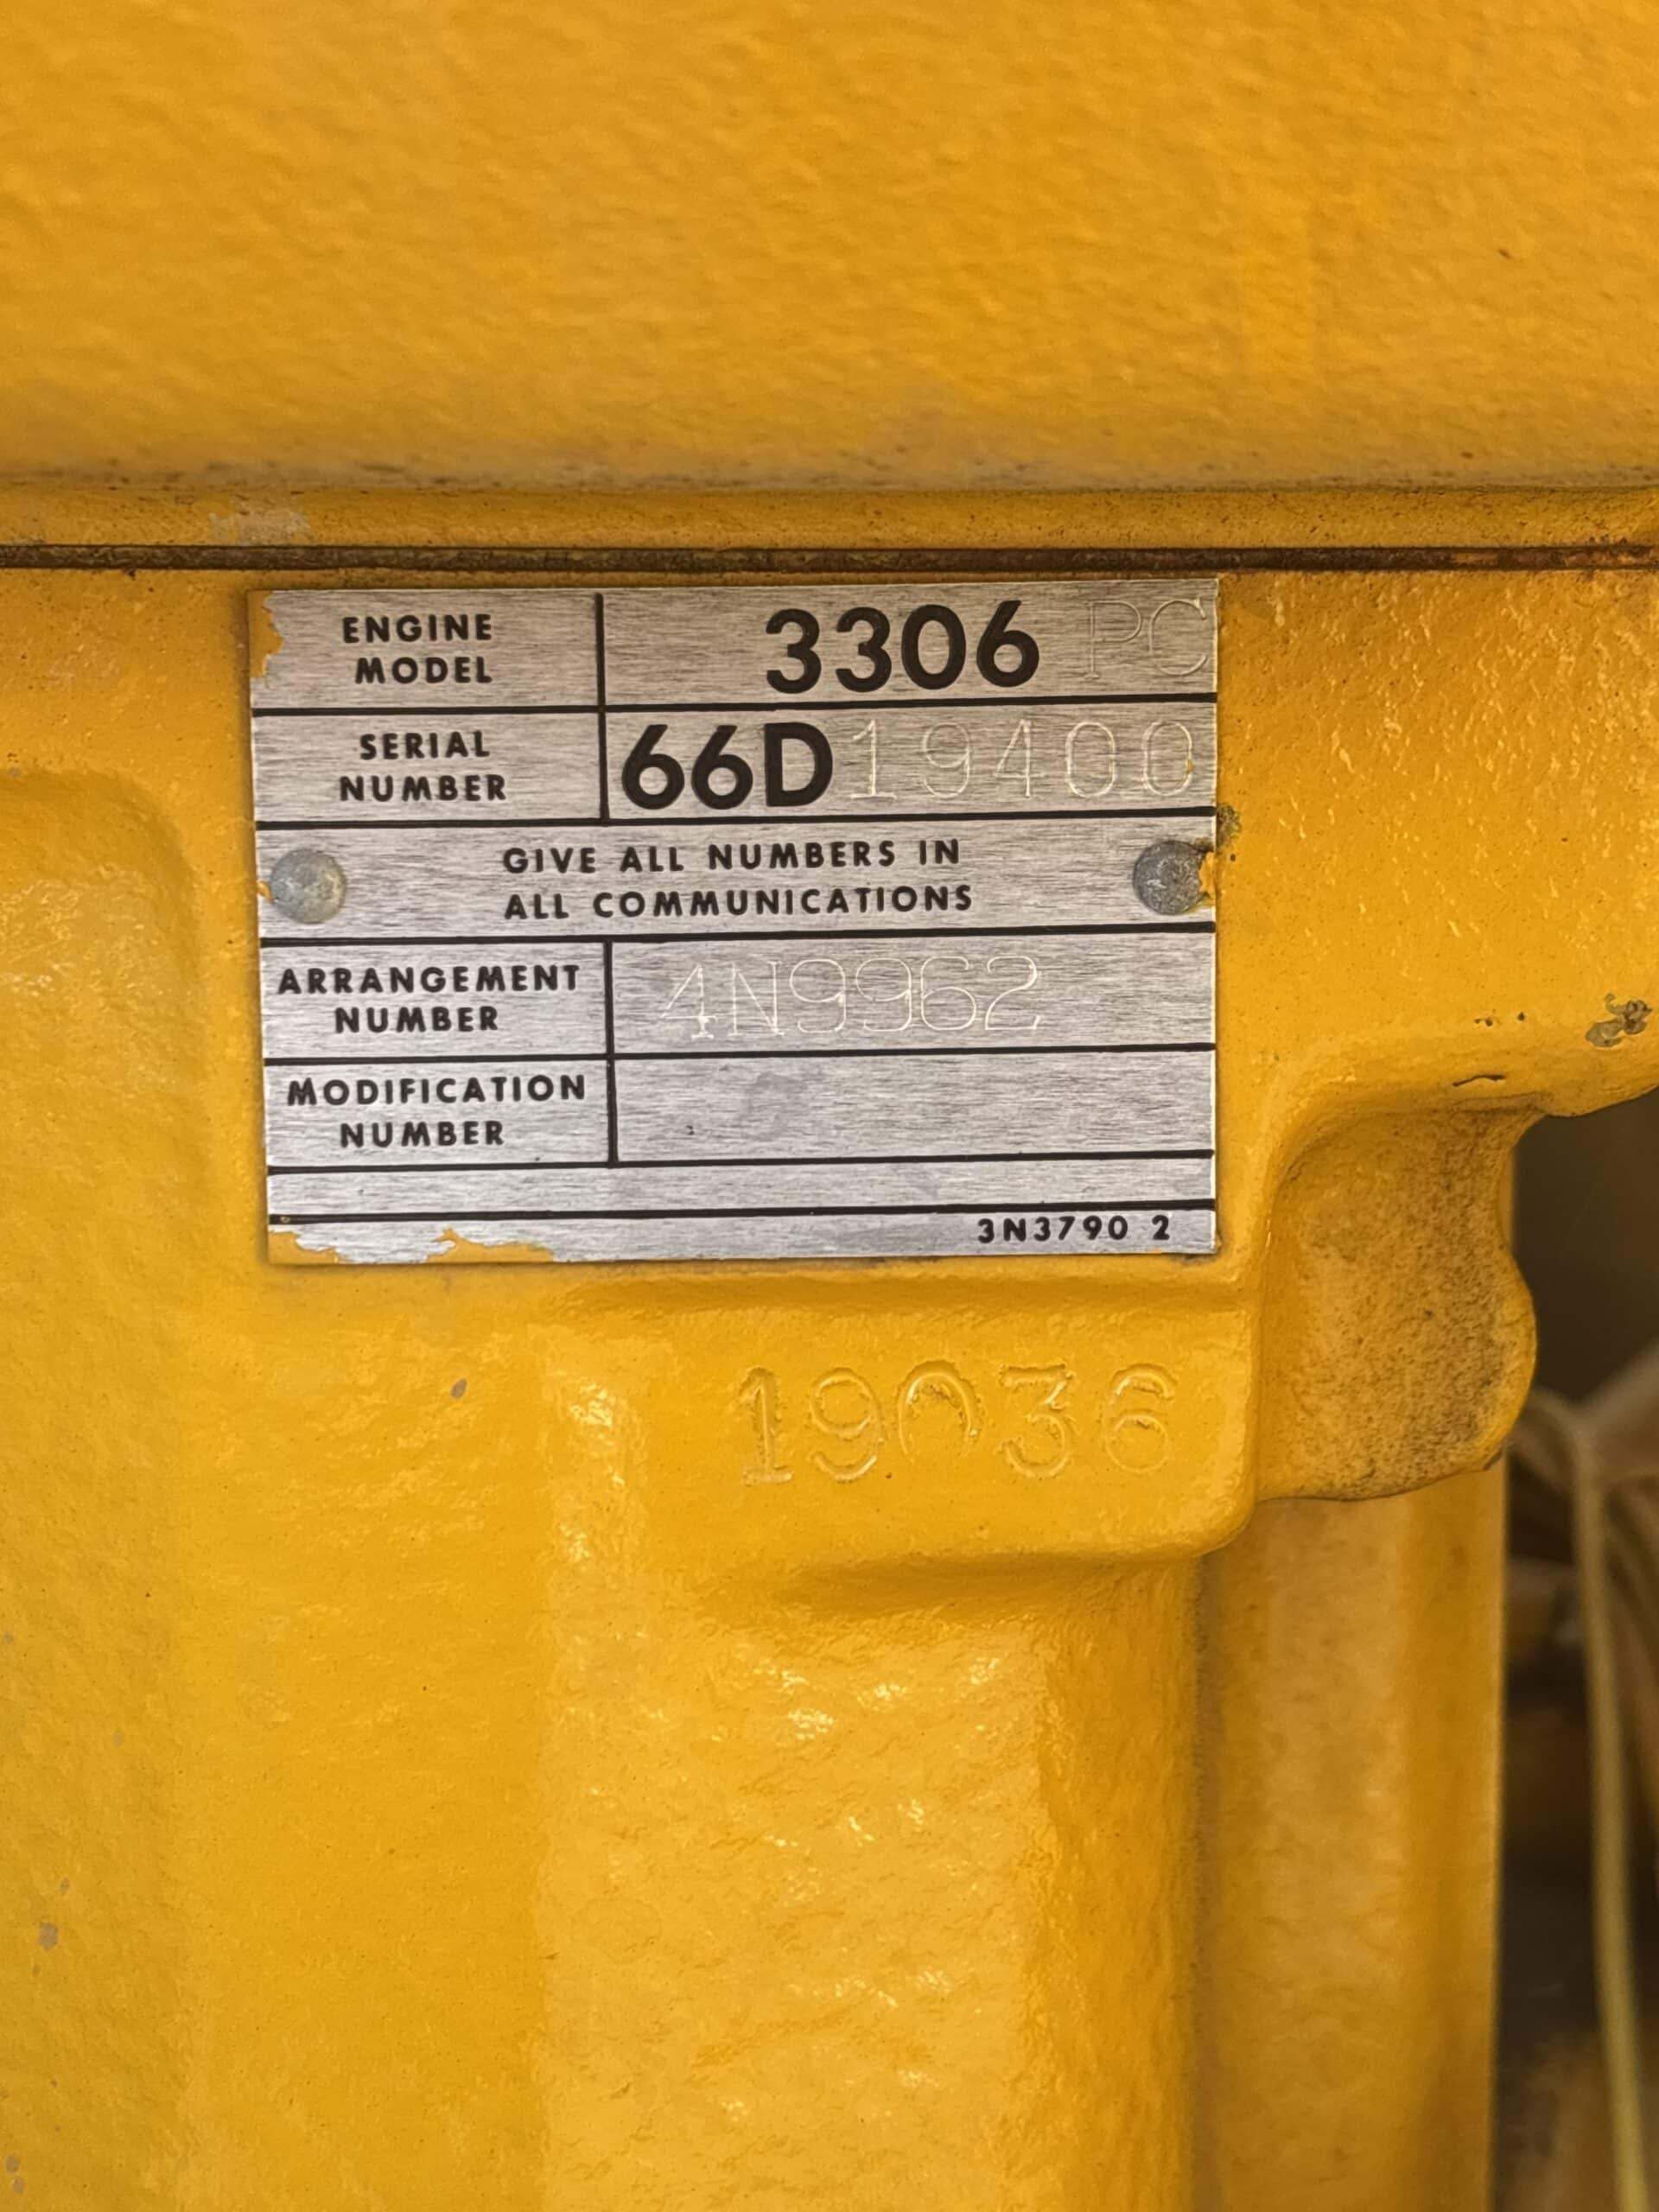 ENGINE
MODEL
3306 PC
SERIAL
NUMBER
66D19400
GIVE ALL NUMBERS IN
ALL COMMUNICATIONS
ARRANGEMENT
NUMBER
4N9962
MODIFICATION
NUMBER
3N3790 2
19036